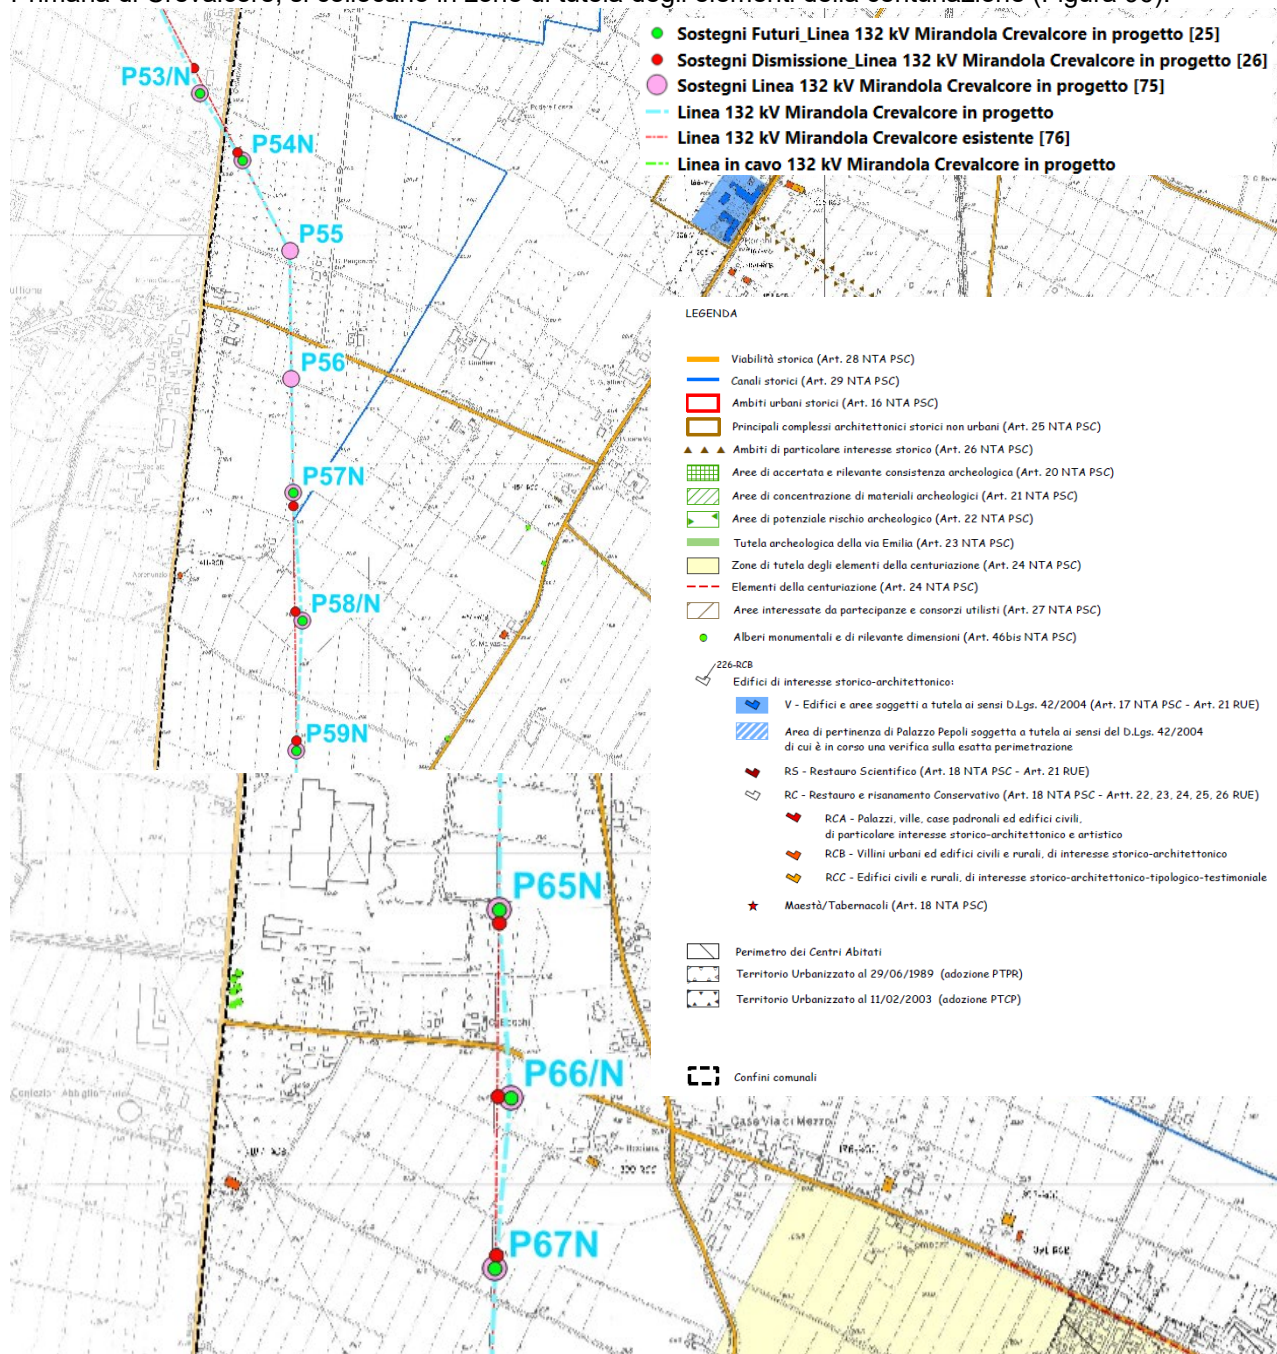 Primaria di Crevalcore, si collocano in zone di tutela degli elementi della centuriazione (Figura
Sostegni Futuri_Linea 132 kV Mirandola Crevalcore in progetto [25]
Sostegni Dismissione_Linea 132 kV Mirandola Crevalcore in progetto [26]
Sostegni Linea 132 kV Mirandola Crevalcore in progetto [75]
Linea 132 kV Mirandola Crevalcore in progetto
Linea 132 kV Mirandola Crevalcore esistente [76]
Linea in cavo 132 kV Mirandola Crevalcore in progetto
P53/N
P54N
P55
P56
P57N
P58/N
P59N
LEGENDA
Viabilità storica (Art. 28 NTA PSC)
Canali storici (Art. 29 NTA PSC)
Ambiti urbani storici (Art. 16 NTA PSC)
Principali complessi architettonici storici non urbani (Art. 25 NTA PSC)
Ambiti di particolare interesse storico (Art. 26 NTA PSC)
Aree di accertata e rilevante consistenza archeologica (Art. 20 NTA PSC)
Aree di concentrazione di materiali archeologici (Art. 21 NTA PSC)
Aree di potenziale rischio archeologico (Art. 22 NTA PSC)
Tutela archeologica della via Emilia (Art. 23 NTA PSC)
Zone di tutela degli elementi della centuriazione (Art. 24 NTA PSC)
Elementi della centuriazione (Art. 24 NTA PSC)
Aree interessate da partecipanze e consorzi utilisti (Art. 27 NTA PSC)
Alberi monumentali e di rilevante dimensioni (Art. 46bis NTA PSC)
226-RCB
Edifici di interesse storico-architettonico:
V - Edifici e aree soggetti a tutela ai sensi D.Lgs. 42/2004 (Art. 17 NTA PSC - Art. 21 RUE)
Area di pertinenza di Palazzo Pepoli soggetta a tutela ai sensi del D.Lgs. 42/2004
di cui è in corso una verifica sulla esatta perimetrazione
RS - Restauro Scientifico (Art. 18 NTA PSC - Art. 21 RUE)
RC - Restauro e risanamento Conservativo (Art. 18 NTA PSC - Artt. 22, 23, 24, 25, 26 RUE)
RCA - Palazzi, ville, case padronali ed edifici civili,
di particolare interesse storico-architettonico e artistico
RCB - Villini urbani ed edifici civili e rurali, di interesse storico-architettonico
RCC - Edifici civili e rurali, di interesse storico-architettonico-tipologico-testimoniale
Maestà/Tabernacoli (Art. 18 NTA PSC)
Perimetro dei Centri Abitati
Territorio Urbanizzato al 29/06/1989 (adozione PTPR)
Territorio Urbanizzato al 11/02/2003 (adozione PTCP)
Confini comunali
P65N
P66/N
P67N